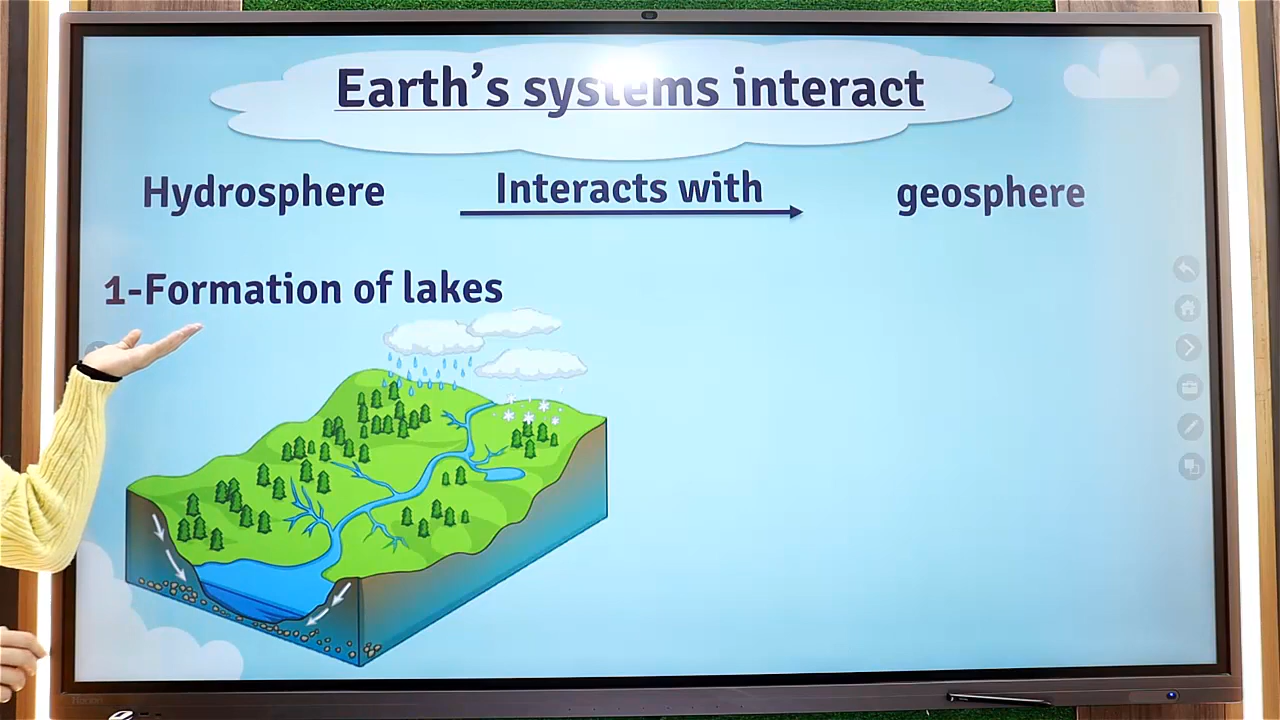 Earth’s systems interact
Hydrosphere Interacts with geosphere
1-Formation of lakes